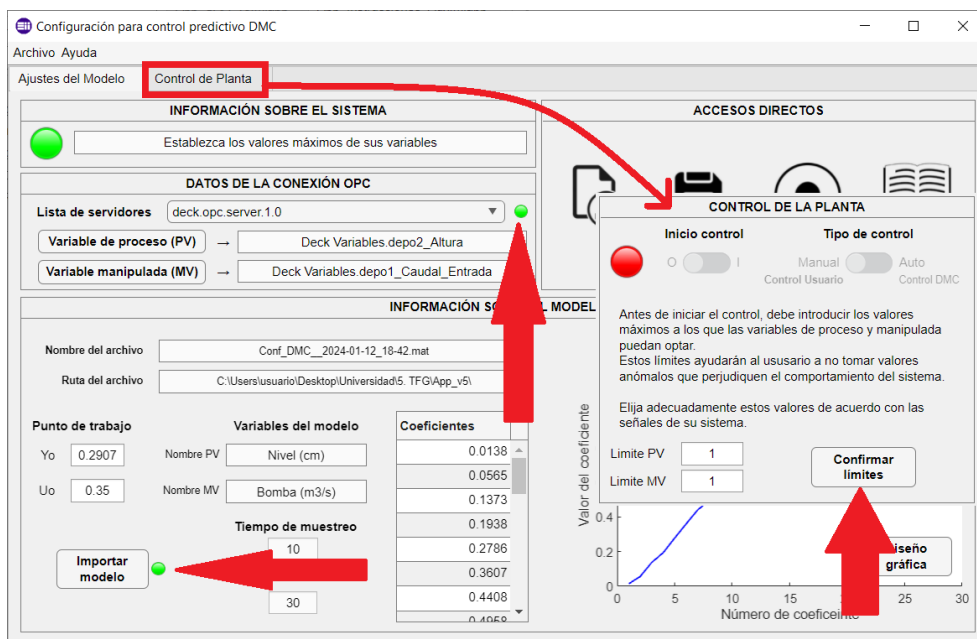 Configuración para control predictivo DMC
Archivo Ayuda
Ajustes del Modelo Control de Planta
INFORMACIÓN SOBRE EL SISTEMA
Establezca los valores máximos de sus variables
DATOS DE LA CONEXIÓN OPC
Lista de servidores deck.opc.server.1.0
Variable de proceso (PV) → Deck Variables.depo2_Altura
Variable manipulada (MV) → Deck Variables.depo1_Caudal_Entrada
ACCESOS DIRECTOS
CONTROL DE LA PLANTA
Inicio control Tipo de control
O I Manual Auto
Control Usuario Control DMC
Antes de iniciar el control, debe introducir los valores
máximos a los que las variables de proceso y manipulada
puedan optar.
Estos límites ayudarán al ususario a no tomar valores
anómalos que perjudiquen el comportamiento del sistema.
Elija adecuadamente estos valores de acuerdo con las
señales de su sistema.
Limite PV 1
Limite MV 1
Confirmar
limites
INFORMACIÓN MODEL
Nombre del archivo Conf_DMC__2024-01-12_18-42.mat
Ruta del archivo C:\Users\usuario\Desktop\Universidad\5. TFG\App_v5\
Punto de trabajo
Yo 0.2907
Uo 0.35
Importar
modelo
Variables del modelo
Nombre PV Nivel (cm)
Nombre MV Bomba (m3/s)
Tiempo de muestreo
10
30
Coeficientes
0.0138
0.0565
0.1373
0.1938
0.2786
0.3607
0.4408
0.4958
Valor del coeficiente
0.4
0.2
0
0 5 10 15 25 30
Número de coeficeinte
gráfica